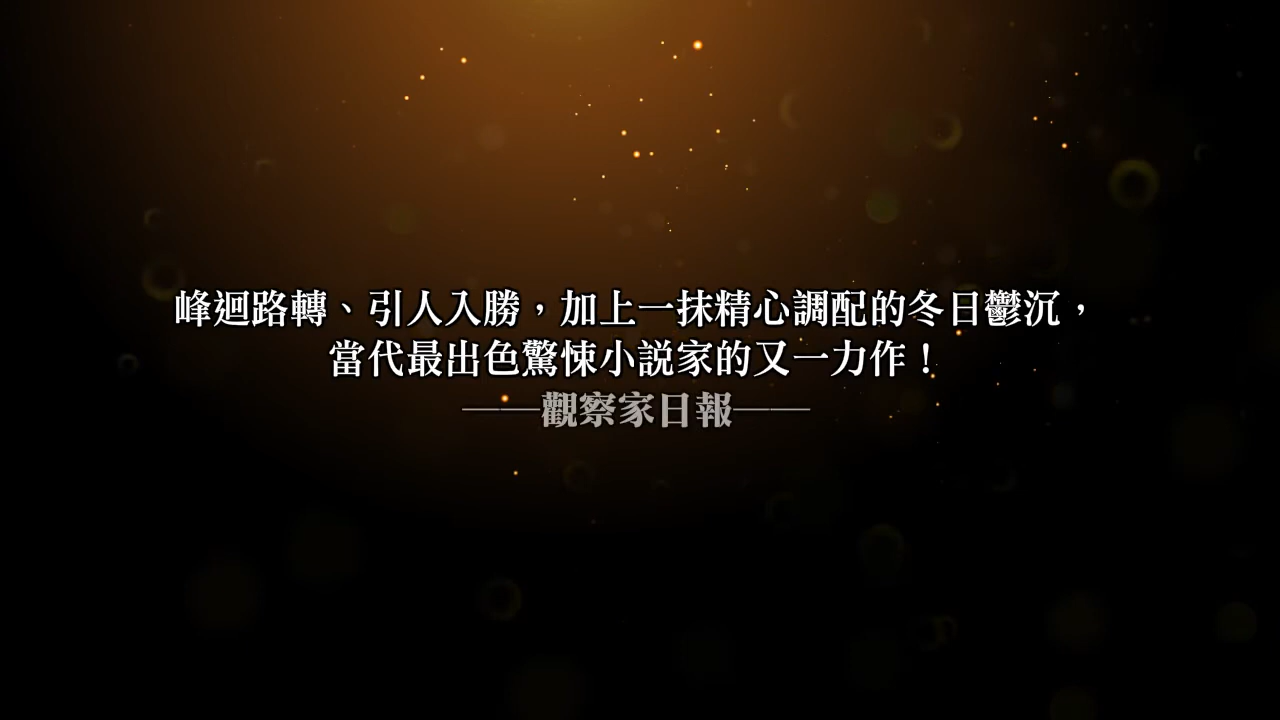 峰迴路轉、引人入勝，加上一抹精心調配的冬日鬱沉，
當代最出色驚悚小說家的又一力作！
──觀察家日報──